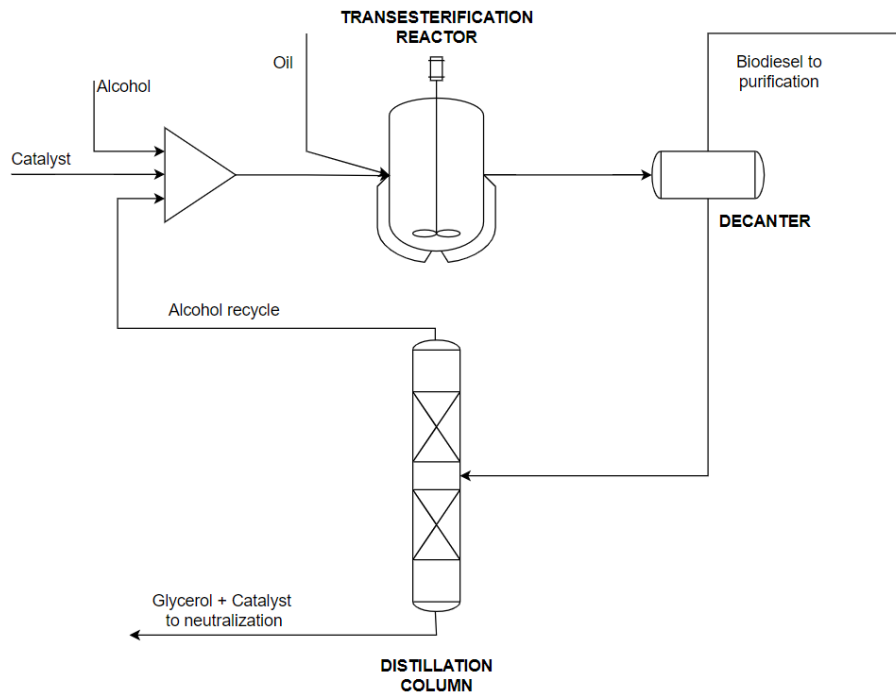 TRANSESTERIFICATION
REACTOR
Oil
Biodiesel to
purification
Alcohol
Catalyst
DECANTER
Alcohol recycle
Glycerol + Catalyst
to neutralization
DISTILLATION
COLUMN